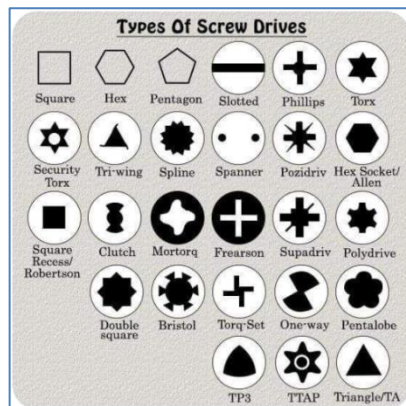 Types Of Screw Drives
Square Hex Pentagon Slotted Phillips Torx
Security Torx Tri-wing Spline Spanner Pozidriv Hex Socket/ Allen
Square Recess/ Robertson Clutch Mortorq Frearson Supadriv Polydrive
Double square Bristol Torq-Set One-way Pentalobe
TP3 TTAP Triangle/TA